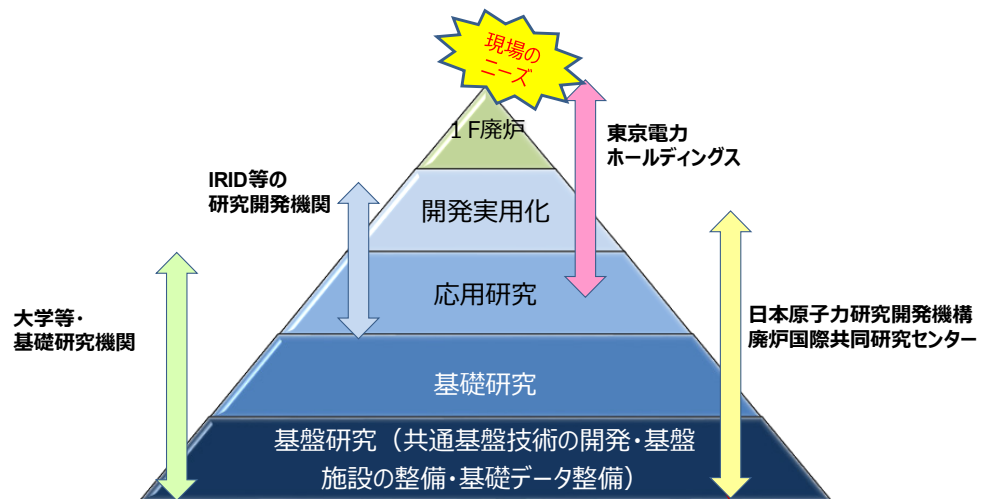 現場の
ニーズ
1F廃炉
東京電力
ホールディングス
IRID等の
研究開発機関
開発実用化
応用研究
大学等・
基礎研究機関
日本原子力研究開発機構
廃炉国際共同研究センター
基礎研究
基盤研究（共通基盤技術の開発・基盤
施設の整備・基礎データ整備）